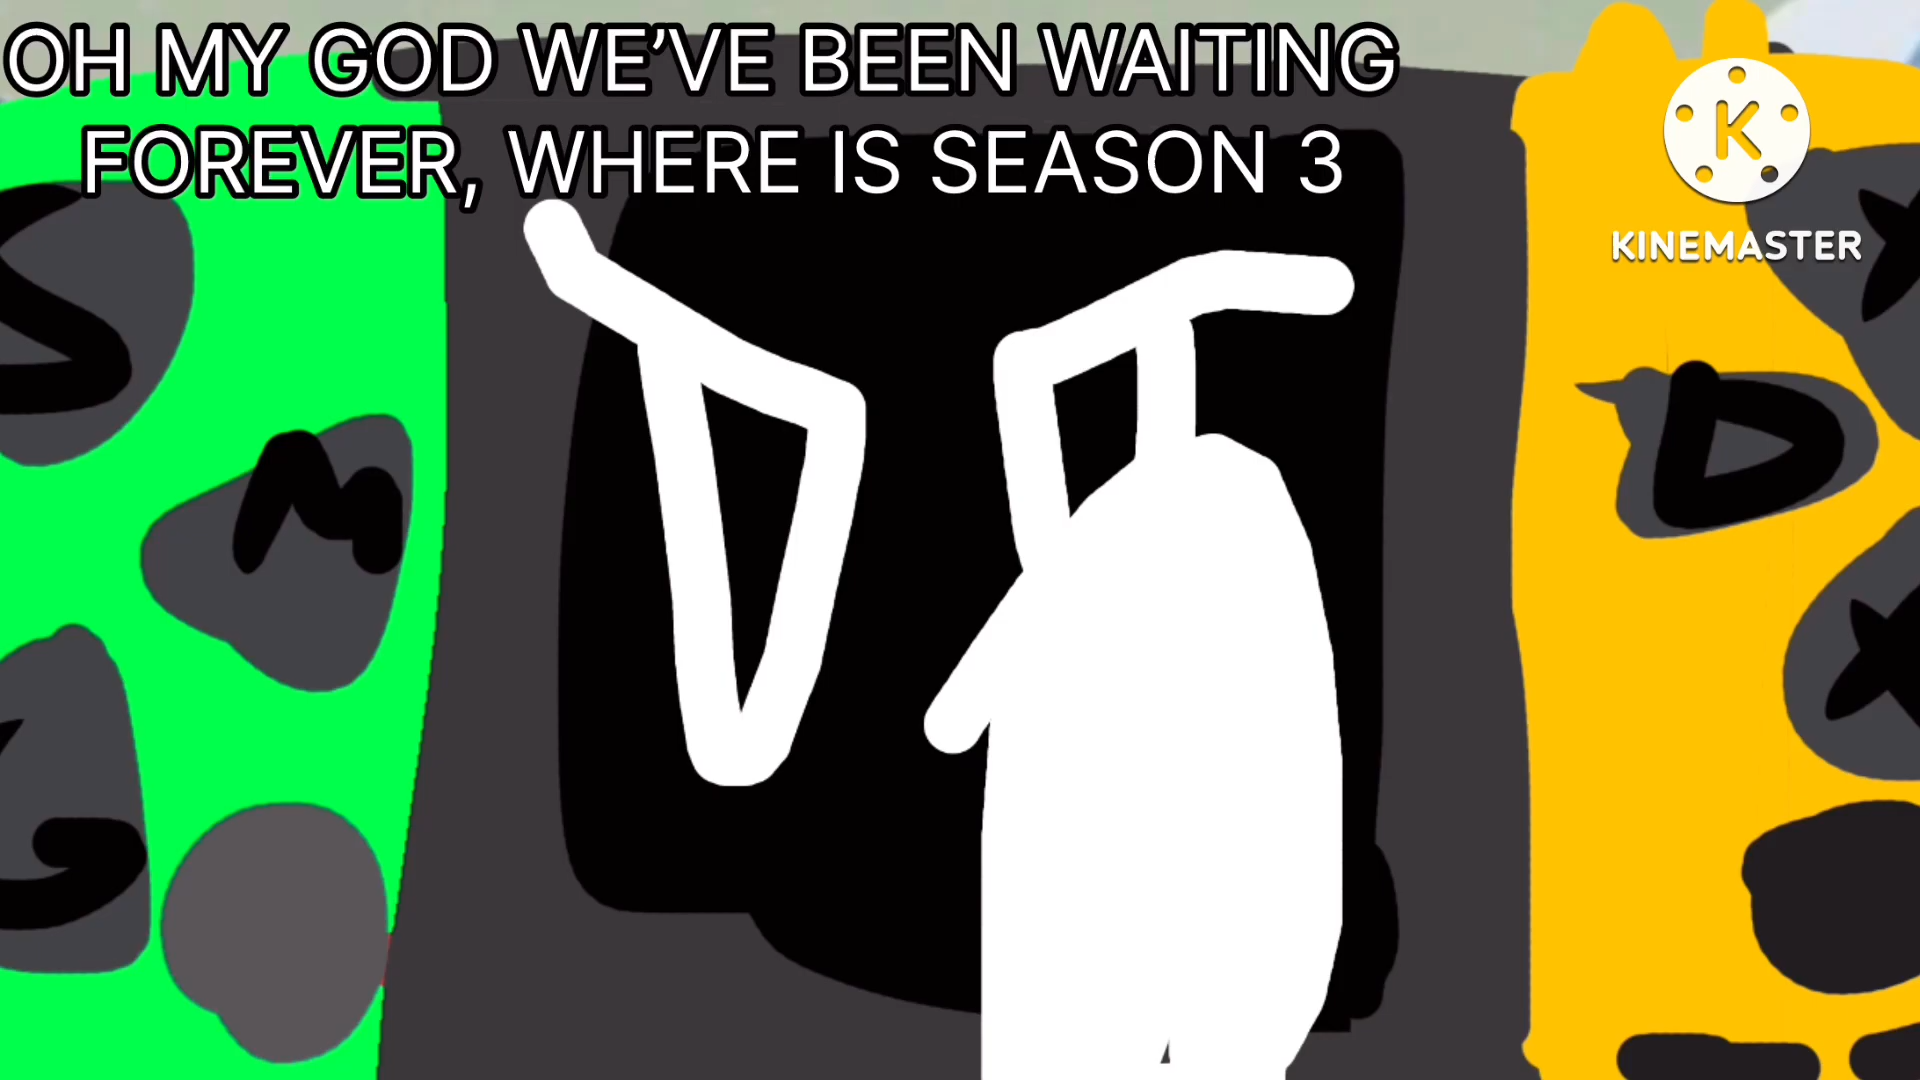 OH MY GOD WE’VE BEEN WAITING
FOREVER, WHERE IS SEASON 3
K
KINEMASTER
S
M
G
D